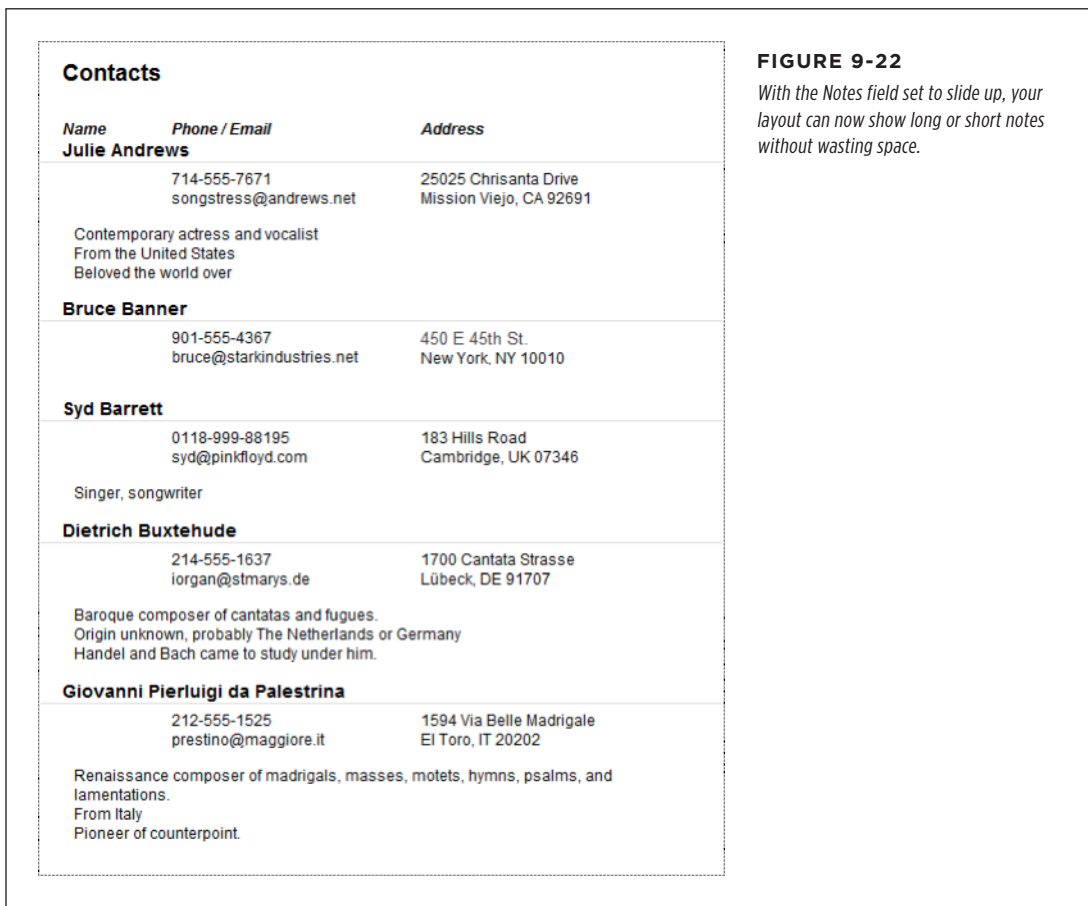 Contacts
Name Phone / Email Address
Julie Andrews
714-555-7671 25025 Chrisanta Drive
songstress@andrews.net Mission Viejo, CA 92691
Contemporary actress and vocalist
From the United States
Beloved the world over
Bruce Banner
901-555-4367 450 E 45th St.
bruce@starkindustries.net New York, NY 10010
Syd Barrett
0118-999-88195 183 Hills Road
syd@pinkfloyd.com Cambridge, UK 07346
Singer, songwriter
Dietrich Buxtehude
214-555-1637 1700 Cantata Strasse
iorgan@stmarys.de Lübeck, DE 91707
Baroque composer of cantatas and fugues.
Origin unknown, probably The Netherlands or Germany
Handel and Bach came to study under him.
Giovanni Pierluigi da Palestrina
212-555-1525 1594 Via Belle Madrigale
prestino@maggiore.it El Toro, IT 20202
Renaissance composer of madrigals, masses, motets, hymns, psalms, and
lamentations.
From Italy
Pioneer of counterpoint.
FIGURE 9-22
With the Notes field set to slide up, your
layout can now show long or short notes
without wasting space.